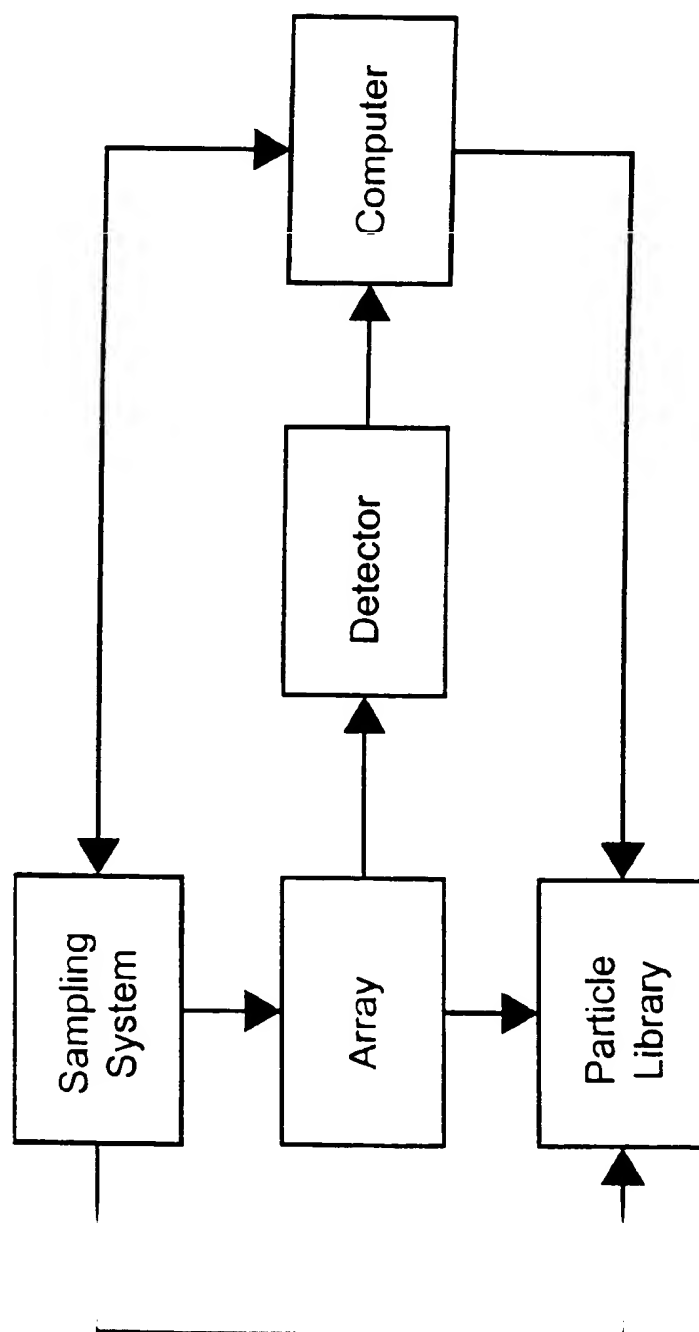 Sampling
System
Array
Detector
Computer
Particle
Library